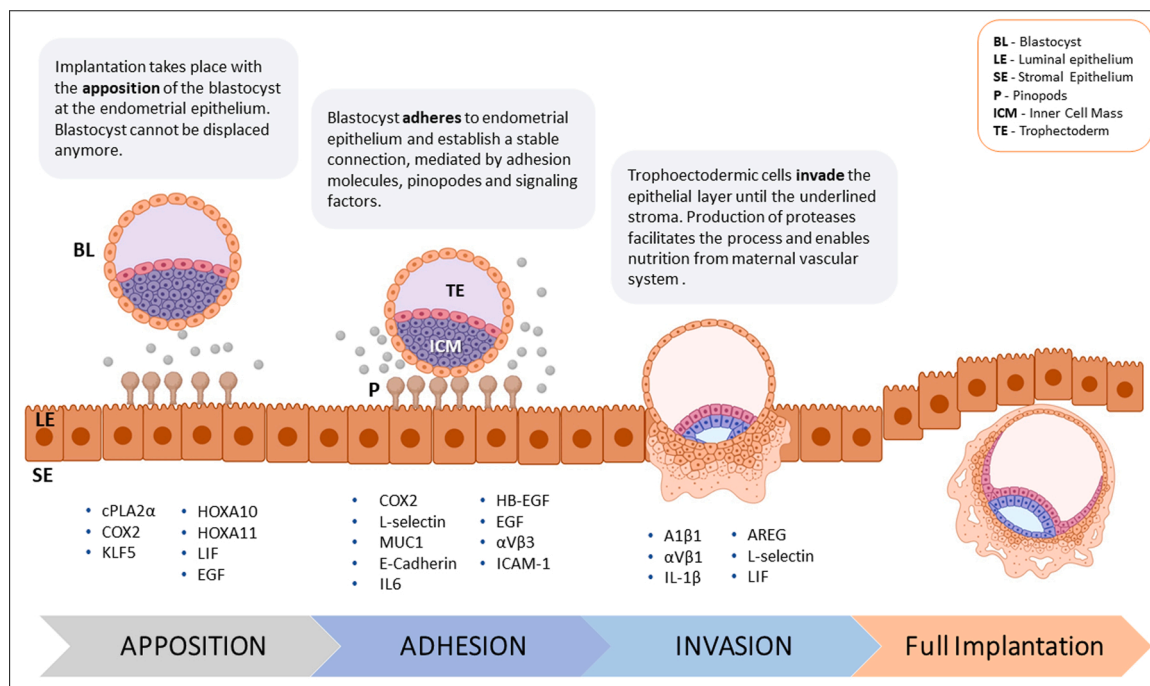 Implantation takes place with
the apposition of the blastocyst
at the endometrial epithelium.
Blastocyst cannot be displaced
anymore.
Blastocyst adheres to endometrial
epithelium and establish a stable
connection, mediated by adhesion
molecules, pinopodes and signaling
factors.
Trophoectodermic cells invade the
epithelial layer until the underlined
stroma. Production of proteases
facilitates the process and enables
nutrition from maternal vascular
system .
BL - Blastocyst
LE - Luminal epithelium
SE - Stromal Epithelium
P - Pinopods
ICM - Inner Cell Mass
TE - Trophectoderm
BL
TE
ICM
P
LE
SE
• cPLA2α
• COX2
• KLF5
• HOXA10
• HOXA11
• LIF
• EGF
• COX2
• L-selectin
• MUC1
• E-Cadherin
• IL6
• HB-EGF
• EGF
• αVβ3
• ICAM-1
• A1β1
• αVβ1
• IL-1β
• AREG
• L-selectin
• LIF
APPOSITION
ADHESION
INVASION
Full Implantation